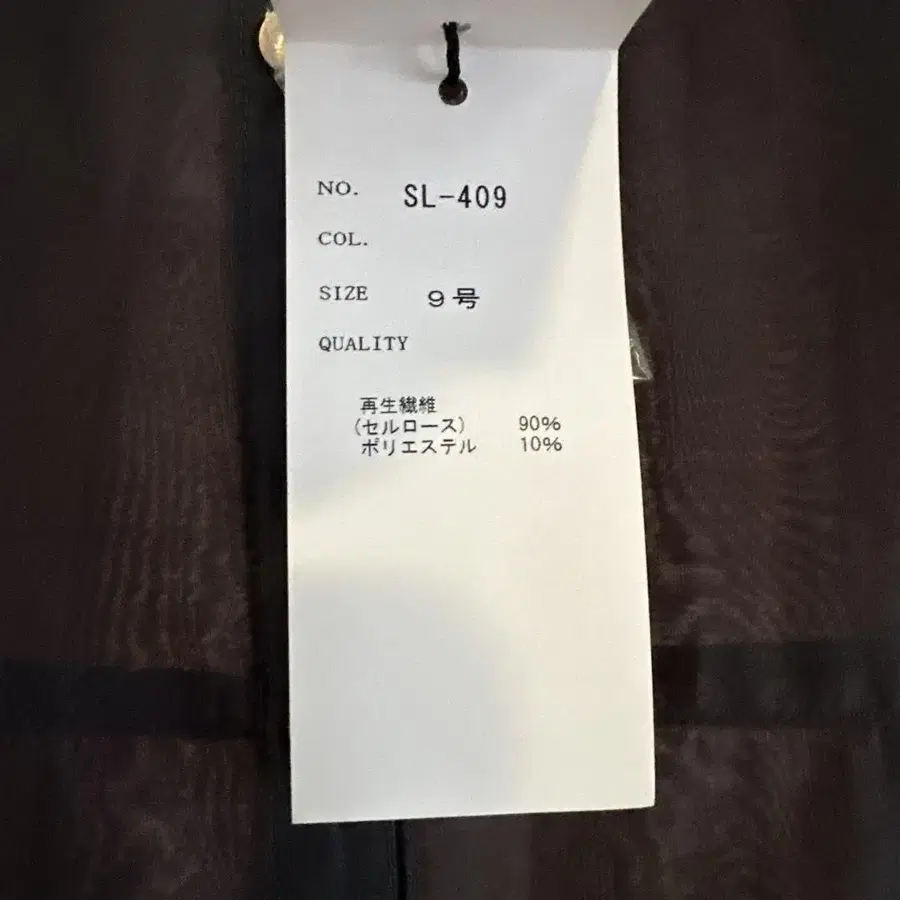 NO. SL-409
COL.
SIZE 9号
QUALITY
再生繊維
(セルロース) 90%
ポリエステル 10%